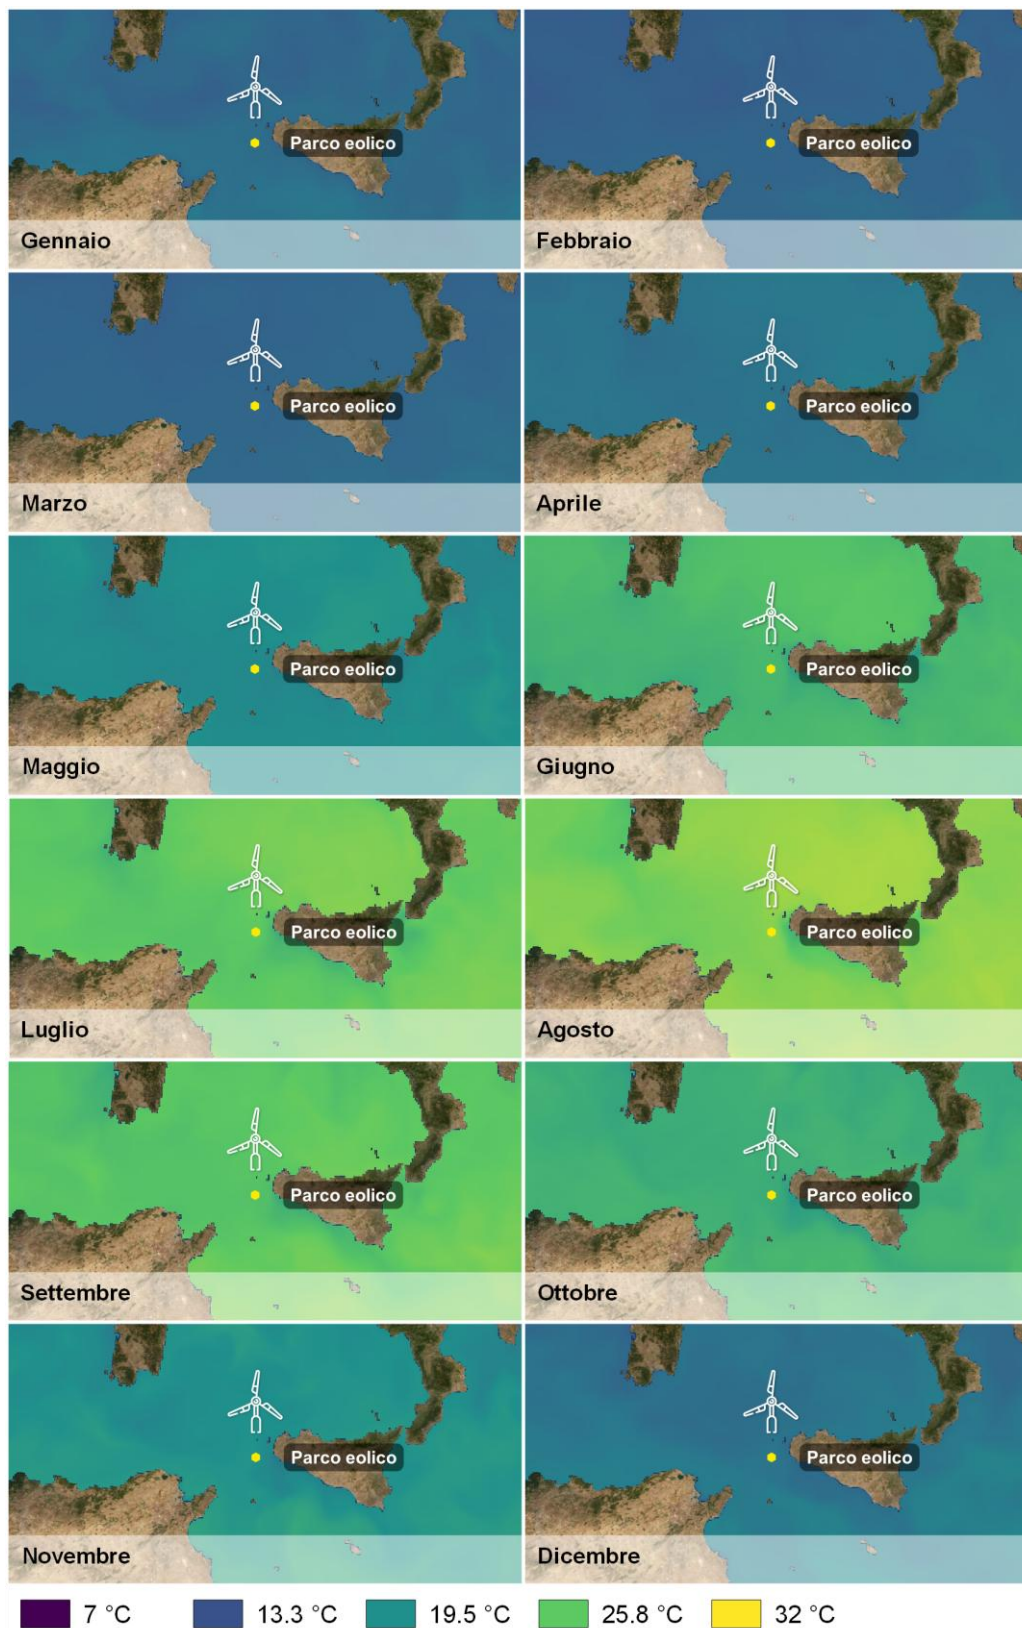 Parco eolico
Gennaio
Parco eolico
Febbraio
Parco eolico
Marzo
Parco eolico
Aprile
Parco eolico
Maggio
Parco eolico
Giugno
Parco eolico
Luglio
Parco eolico
Agosto
Parco eolico
Settembre
Parco eolico
Ottobre
Parco eolico
Novembre
Parco eolico
Dicembre
7 °C 13.3 °C 19.5 °C 25.8 °C 32 °C